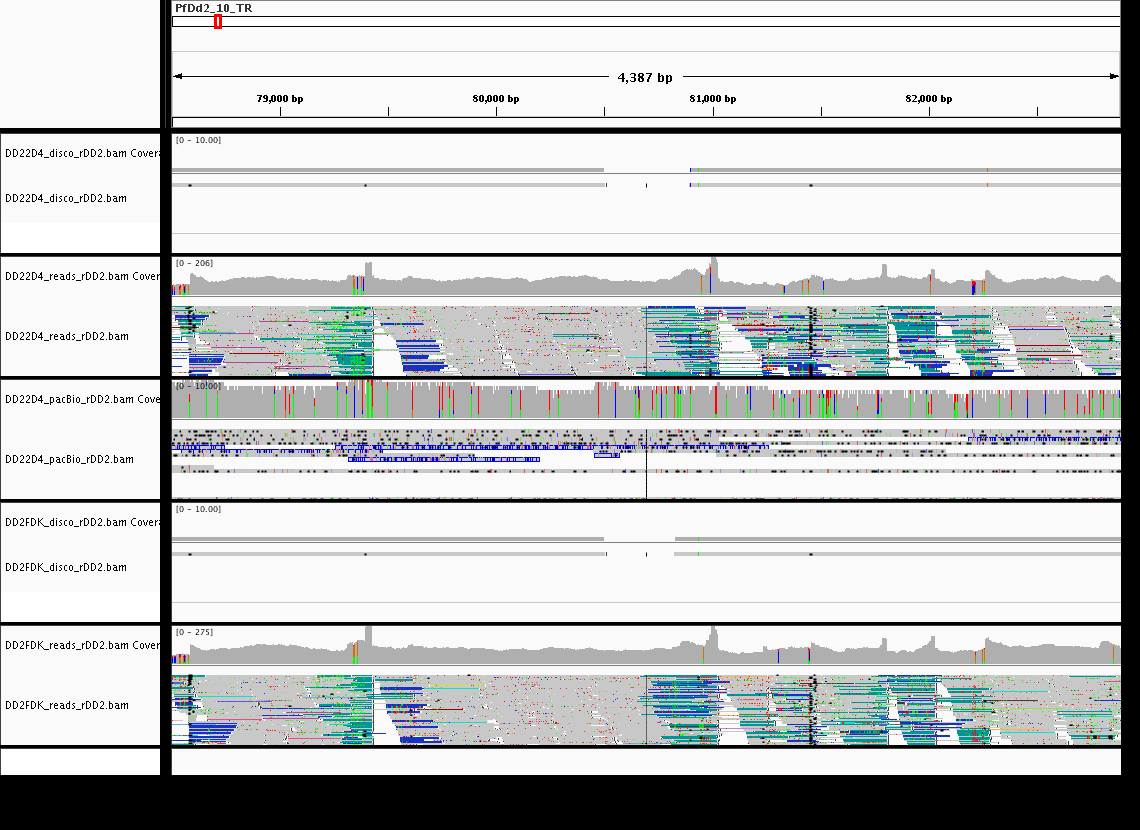 PfDd2_10_TR
4,387 bp
79,000 bp 80,000 bp 81,000 bp 82,000 bp
[0 - 10.00]
DD22D4_disco_rDD2.bam Covera
DD22D4_disco_rDD2.bam
[0 - 206]
DD22D4_reads_rDD2.bam Cover
DD22D4_reads_rDD2.bam
[0 - 10.00]
DD22D4_pacBio_rDD2.bam Cove
DD22D4_pacBio_rDD2.bam
[0 - 10.00]
DD2FDK_disco_rDD2.bam Covera
DD2FDK_disco_rDD2.bam
[0 - 275]
DD2FDK_reads_rDD2.bam Cover
DD2FDK_reads_rDD2.bam